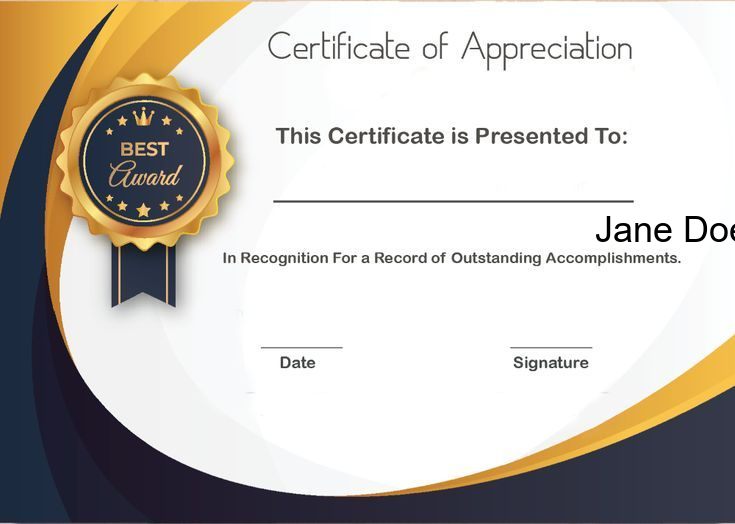 Certificate of Appreciation
BEST
Award
This Certificate is Presented To:
Jane Doe
In Recognition For a Record of Outstanding Accomplishments.
Date
Signature